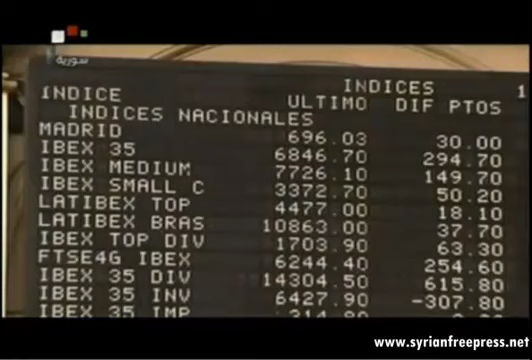 سورية
INDICES 1
INDICE ULTIMO DIF PTOS
INDICES NACIONALES
MADRID 696.03 30.00
IBEX 35 6846.70 294.70
IBEX MEDIUM 7726.10 149.70
IBEX SMALL C 3372.70 50.20
LATIBEX TOP 4477.00 18.10
LATIBEX BRAS 10863.00 37.70
IBEX TOP DIV 1703.90 63.30
FTSE4G IBEX 6244.40 254.60
IBEX 35 DIV 14304.50 615.80
IBEX 35 INV 6427.90 -307.80
IBEX 35 IMP
www.syrianfreepress.net